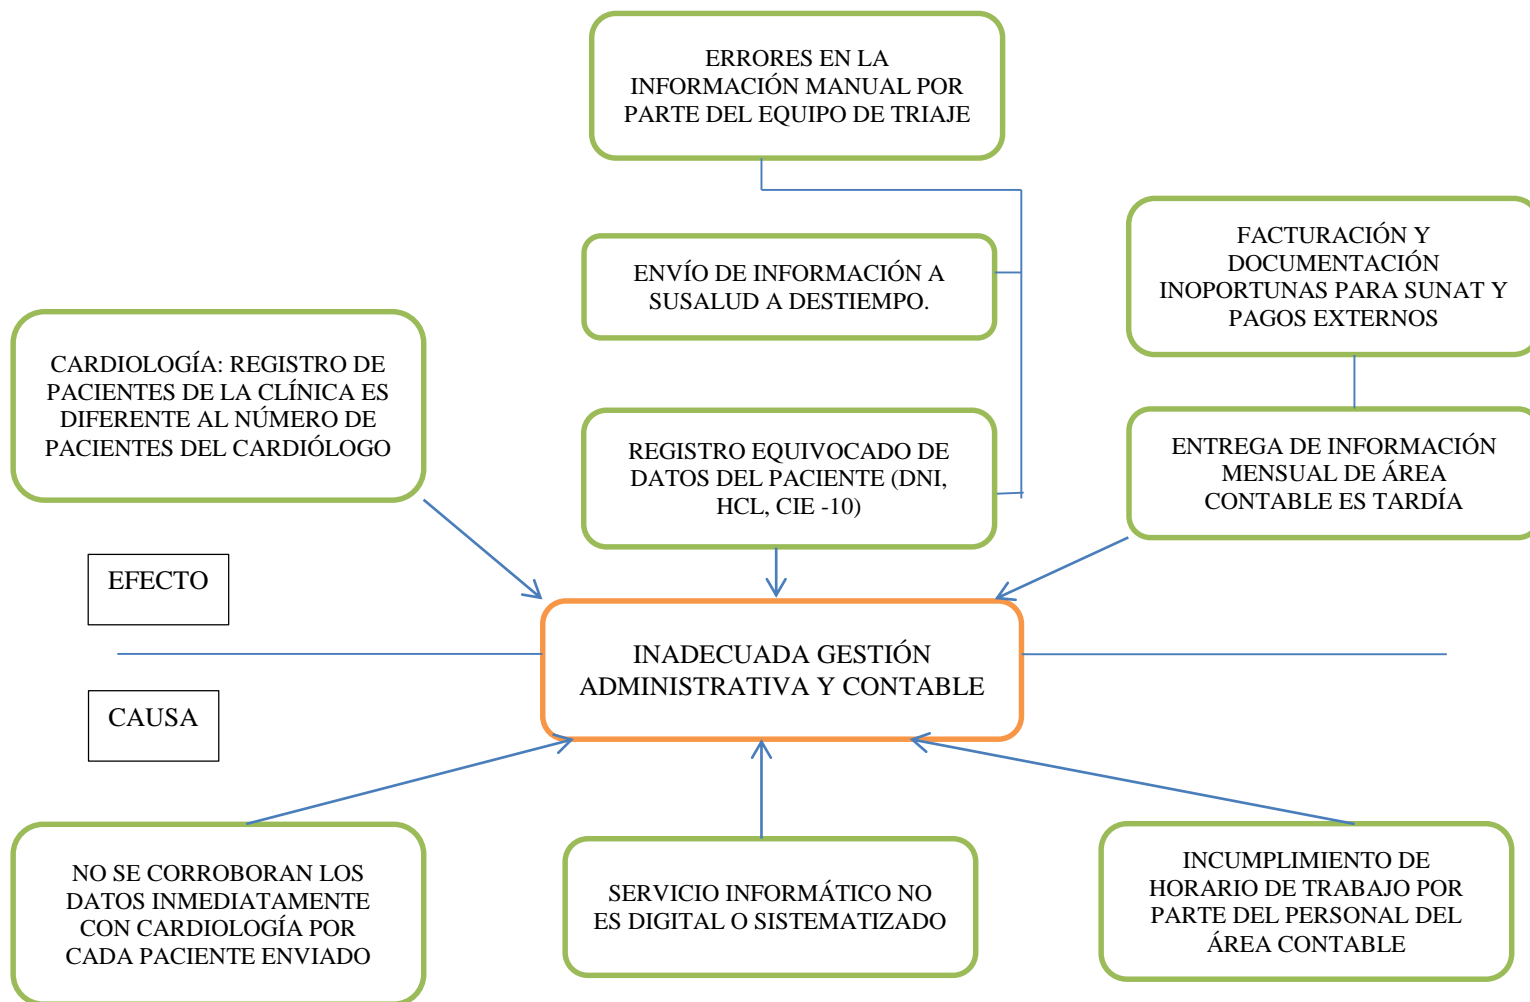 ERRORES EN LA
INFORMACIÓN MANUAL POR
PARTE DEL EQUIPO DE TRIAJE
ENVÍO DE INFORMACIÓN A
SUSALUD A DESTIEMPO.
FACTURACIÓN Y
DOCUMENTACIÓN
INOPORTUNAS PARA SUNAT Y
PAGOS EXTERNOS
CARDIOLOGÍA: REGISTRO DE
PACIENTES DE LA CLÍNICA ES
DIFERENTE AL NÚMERO DE
PACIENTES DEL CARDIÓLOGO
REGISTRO EQUIVOCADO DE
DATOS DEL PACIENTE (DNI,
HCL, CIE -10)
ENTREGA DE INFORMACIÓN
MENSUAL DE ÁREA
CONTABLE ES TARDÍA
EFECTO
INADECUADA GESTIÓN
ADMINISTRATIVA Y CONTABLE
CAUSA
NO SE CORROBORAN LOS
DATOS INMEDIATAMENTE
CON CARDIOLOGÍA POR
CADA PACIENTE ENVIADO
SERVICIO INFORMÁTICO NO
ES DIGITAL O SISTEMATIZADO
INCUMPLIMIENTO DE
HORARIO DE TRABAJO POR
PARTE DEL PERSONAL DEL
ÁREA CONTABLE